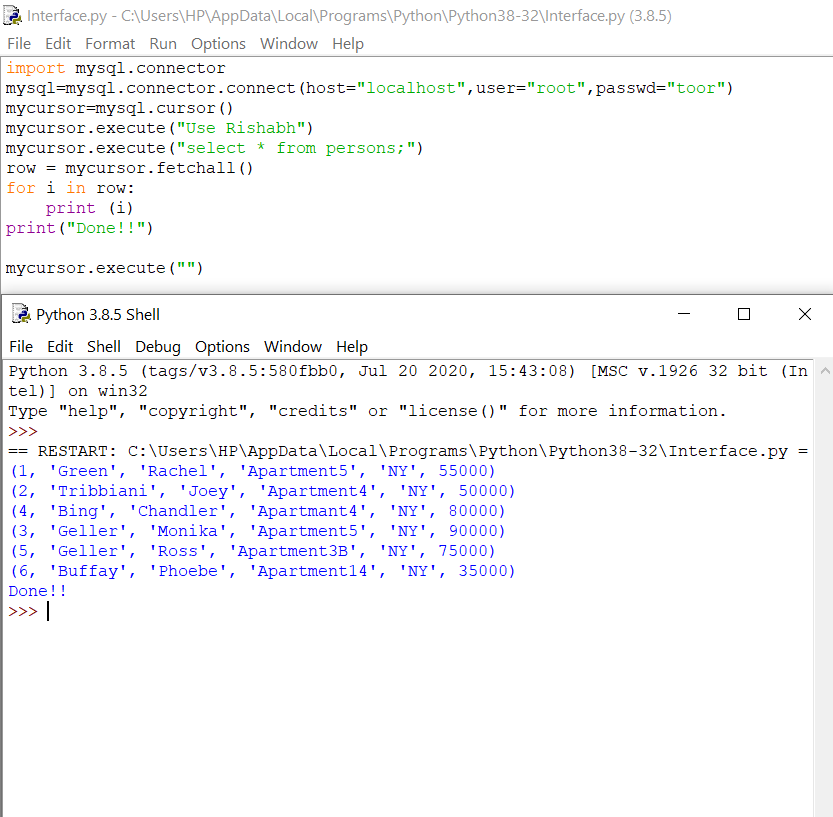 Interface.py - C:\Users\HP\AppData\Local\Programs\Python\Python38-32\Interface.py (3.8.5)
File Edit Format Run Options Window Help
import mysql.connector
mysql=mysql.connector.connect(host="localhost",user="root",passwd="toor")
mycursor=mysql.cursor()
mycursor.execute("Use Rishabh")
mycursor.execute("select * from persons;")
row = mycursor.fetchall()
for i in row:
    print (i)
print("Done!!")
mycursor.execute("")
Python 3.8.5 Shell
File Edit Shell Debug Options Window Help
Python 3.8.5 (tags/v3.8.5:580fbb0, Jul 20 2020, 15:43:08) [MSC v.1926 32 bit (In
tel)] on win32
Type "help", "copyright", "credits" or "license()" for more information.
>>>
== RESTART: C:\Users\HP\AppData\Local\Programs\Python\Python38-32\Interface.py =
(1, 'Green', 'Rachel', 'Apartment5', 'NY', 55000)
(2, 'Tribbiani', 'Joey', 'Apartment4', 'NY', 50000)
(4, 'Bing', 'Chandler', 'Apartmant4', 'NY', 80000)
(3, 'Geller', 'Monika', 'Apartment5', 'NY', 90000)
(5, 'Geller', 'Ross', 'Apartment3B', 'NY', 75000)
(6, 'Buffay', 'Phoebe', 'Apartment14', 'NY', 35000)
Done!!
>>>